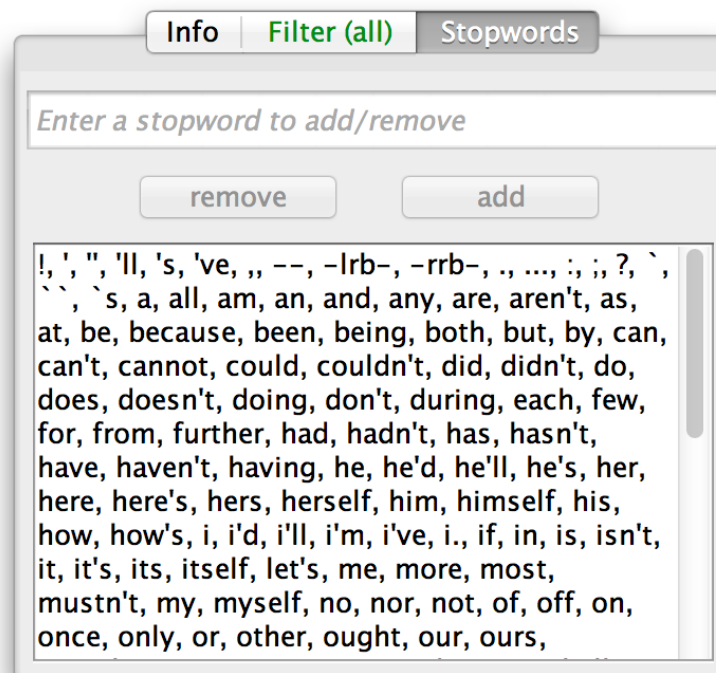 Info Filter (all) Stopwords
Enter a stopword to add/remove
remove add
!, ', '', 'll, 's, 've, ,, --, -lrb-, -rrb-, ., ..., :, ;, ?, `,
``, `s, a, all, am, an, and, any, are, aren't, as,
at, be, because, been, being, both, but, by, can,
can't, cannot, could, couldn't, did, didn't, do,
does, doesn't, doing, don't, during, each, few,
for, from, further, had, hadn't, has, hasn't,
have, haven't, having, he, he'd, he'll, he's, her,
here, here's, hers, herself, him, himself, his,
how, how's, i, i'd, i'll, i'm, i've, i., if, in, is, isn't,
it, it's, its, itself, let's, me, more, most,
mustn't, my, myself, no, nor, not, of, off, on,
once, only, or, other, ought, our, ours,